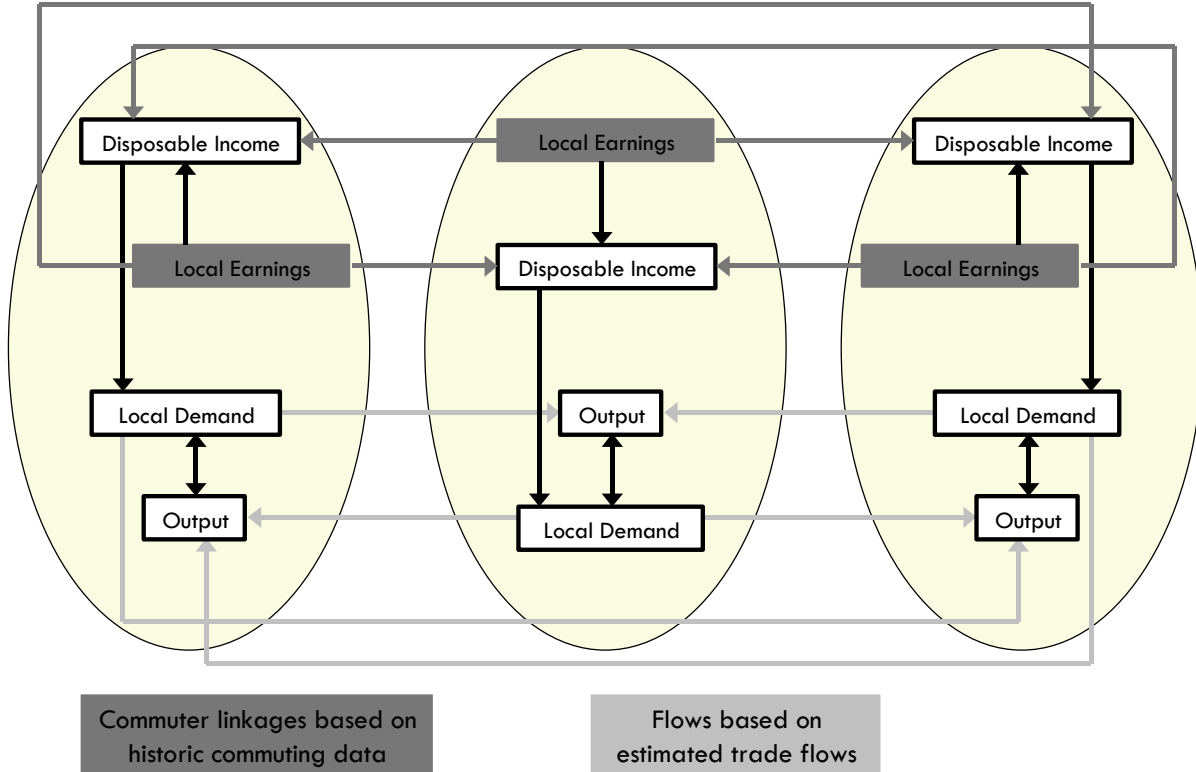 Disposable Income
Local Earnings
Disposable Income
Local Earnings
Disposable Income
Local Earnings
Local Demand
Output
Local Demand
Output
Local Demand
Output
Commuter linkages based on
historic commuting data
Flows based on
estimated trade flows